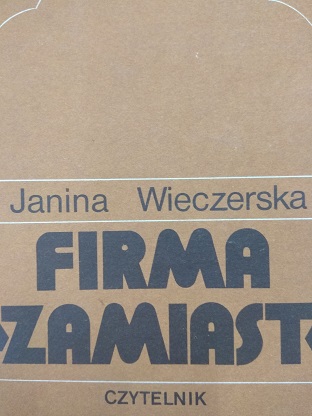 Janina Wieczerska
FIRMA
»ZAMIAST«
CZYTELNIK